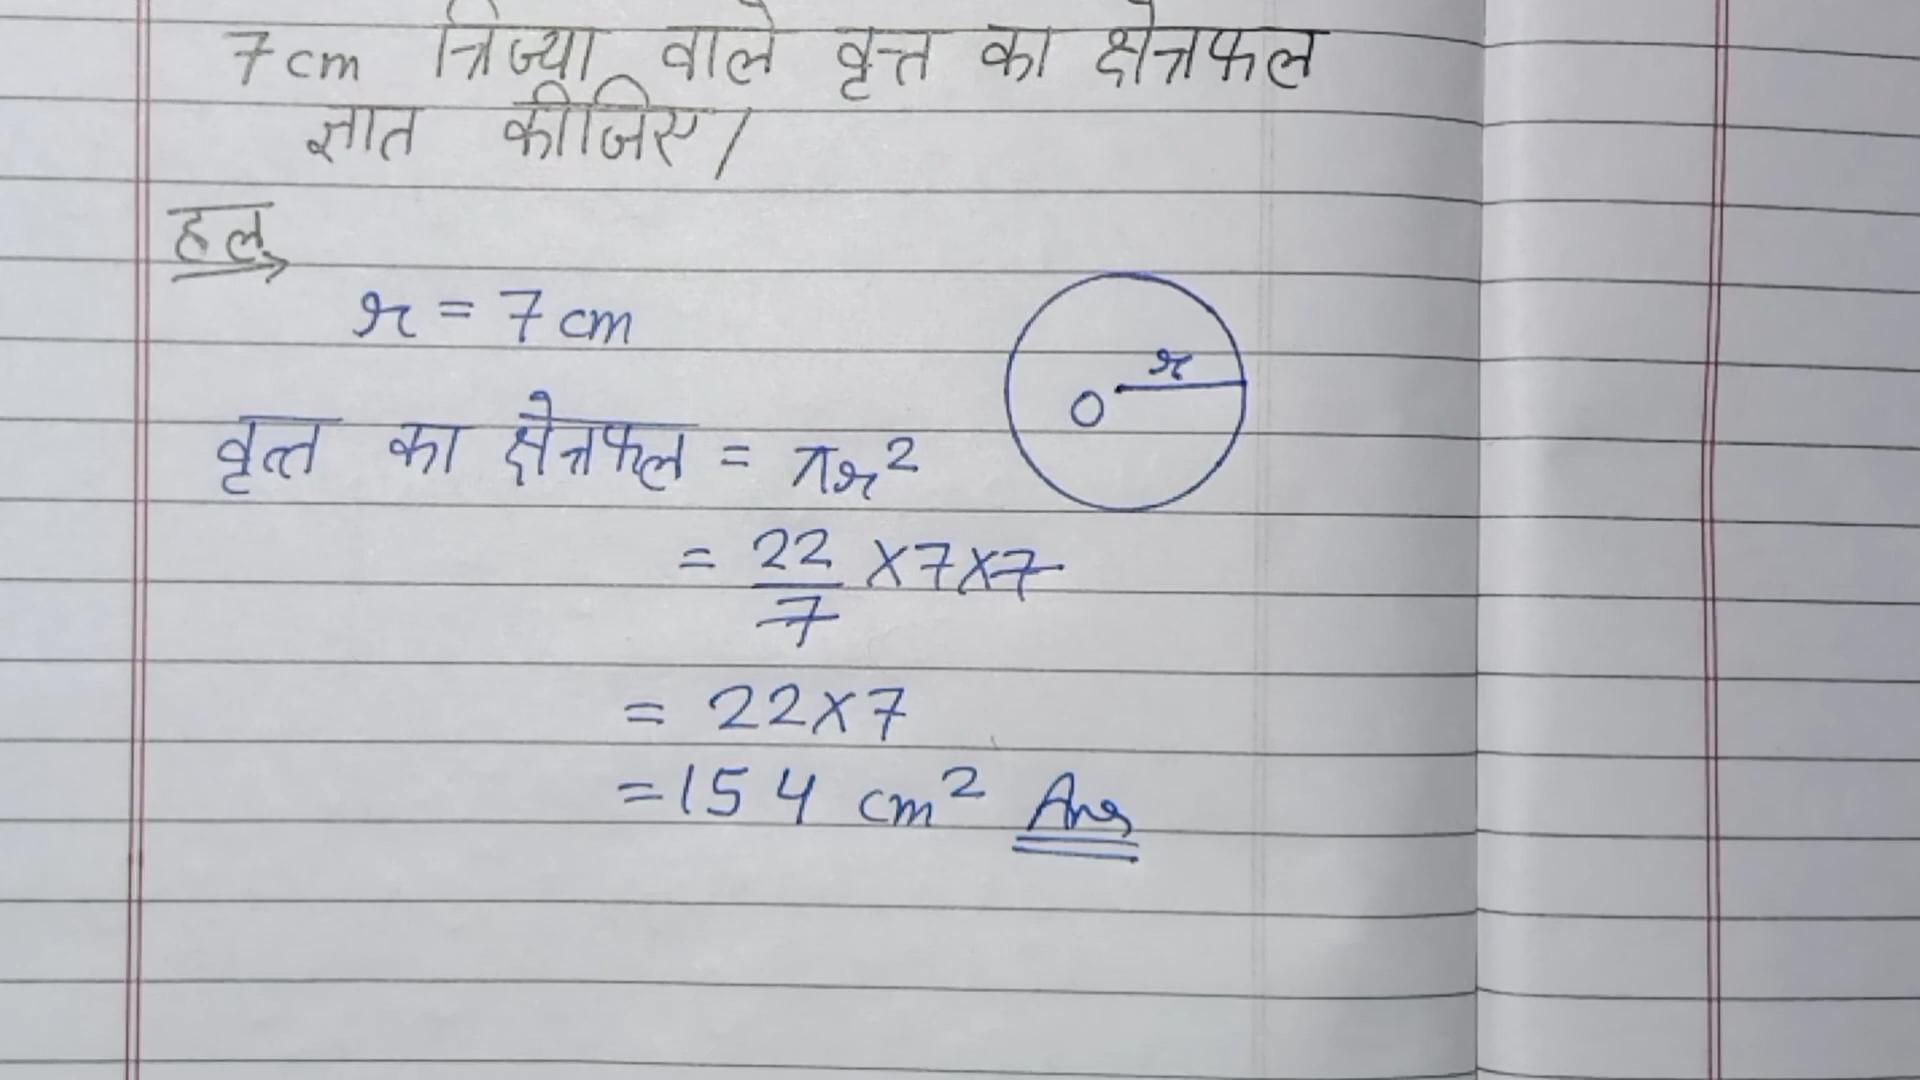 7 cm त्रिज्या वाले वृत्त का क्षेत्रफल
ज्ञात कीजिए।
हल
r = 7 cm
r
O
वृत्त का क्षेत्रफल = πr²
= 22/7 ×7×7
= 22×7
= 154 cm² Ans